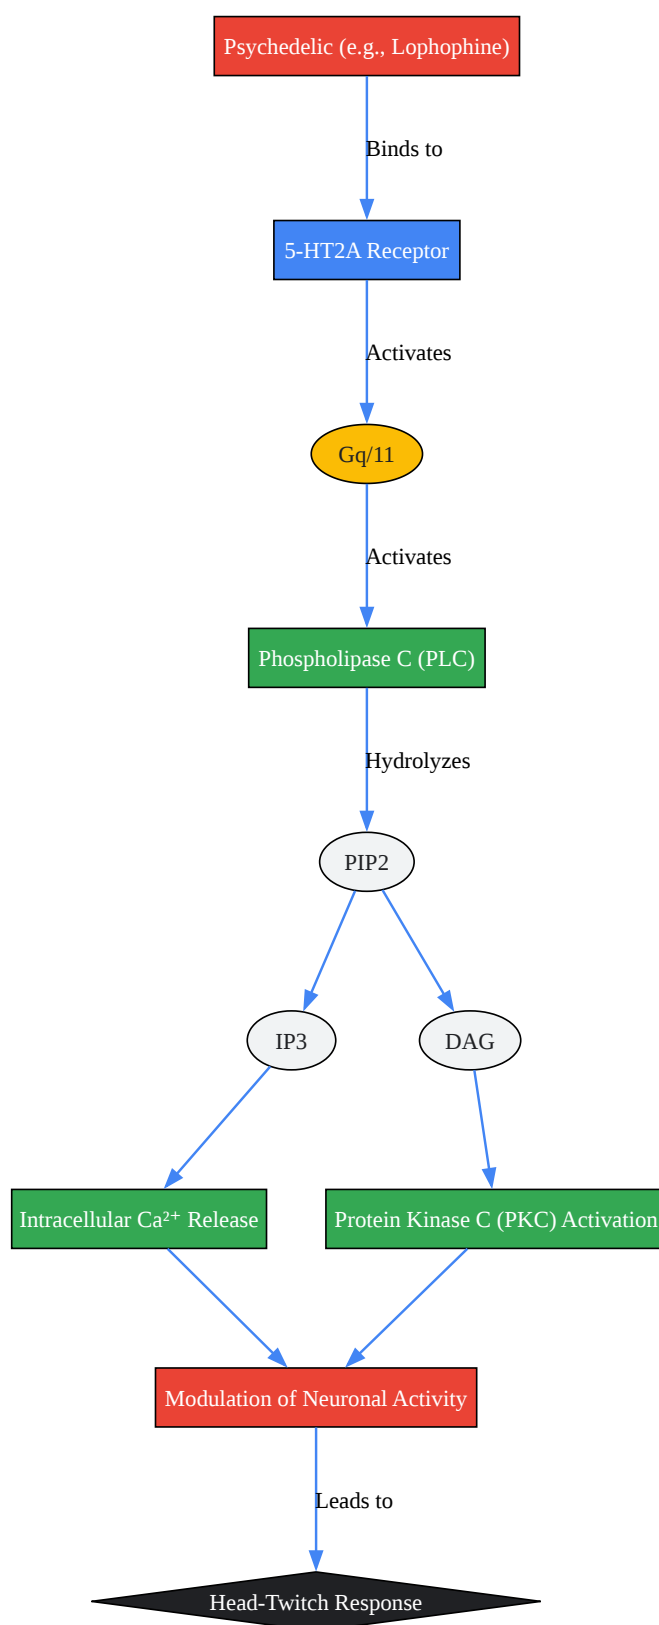 Psychedelic (e.g., Lophophine)
Binds to
5-HT2A Receptor
Activates
Gq/11
Activates
Phospholipase C (PLC)
Hydrolyzes
PIP2
IP3
DAG
Intracellular Ca²⁺ Release
Protein Kinase C (PKC) Activation
Modulation of Neuronal Activity
Leads to
Head-Twitch Response